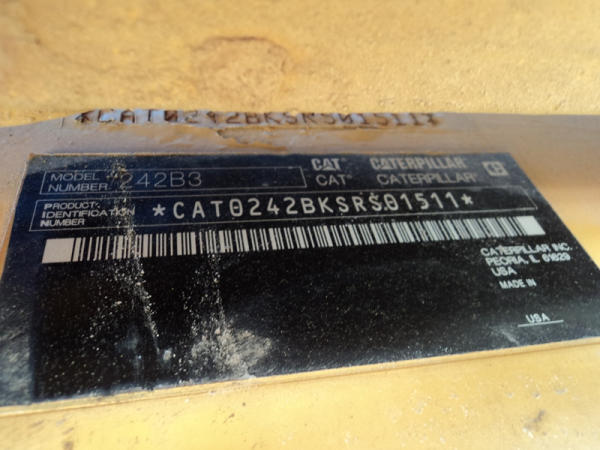 *CAT0242BKSRS01511*
CAT CATERPILLAR
MODEL NUMBER 242B3
CAT CATERPILLAR
PRODUCT IDENTIFICATION NUMBER *CAT0242BKSRS01511*
CATERPILLAR INC.
PEORIA, IL 61629
USA
MADE IN
USA